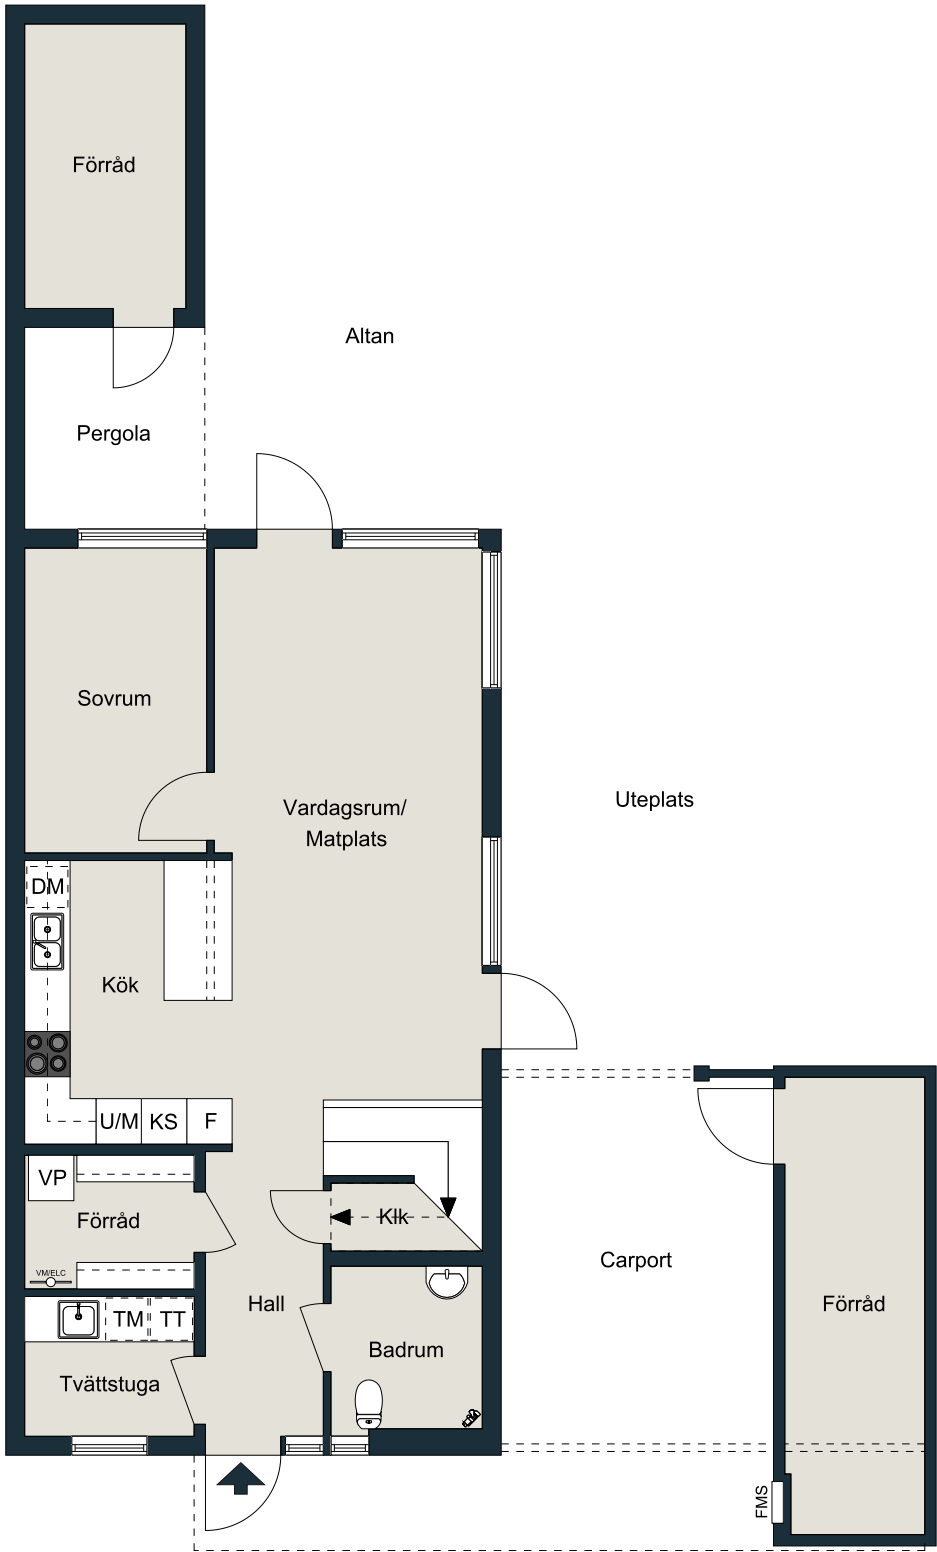 Förråd
Altan
Pergola
Sovrum
Vardagsrum/
Matplats
Uteplats
DM
Kök
U/M
KS
F
VP
Förråd
VM/ELC
Klk
Carport
Hall
TM
TT
Förråd
Badrum
Tvättstuga
FMS